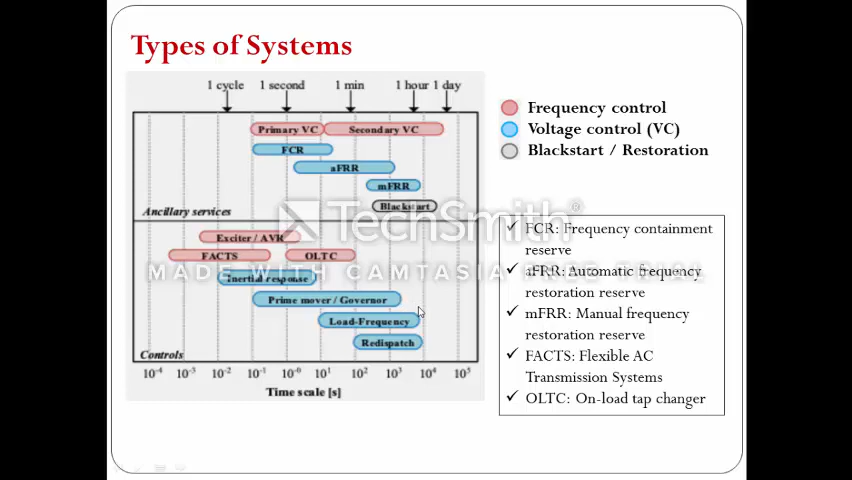 Types of Systems
1 cycle 1 second 1 min 1 hour 1 day
Primary VC Secondary VC
FCR
aFRR
mFRR
Blackstart
Ancillary services
Exciter / AVR
FACTS OLTC
Inertial response
Prime mover / Governor
Load-Frequency
Redispatch
Controls
10-4 10-3 10-2 10-1 10-0 101 102 103 104 105
Time scale [s]
Frequency control
Voltage control (VC)
Blackstart / Restoration
✓ FCR: Frequency containment
reserve
✓ aFRR: Automatic frequency
restoration reserve
✓ mFRR: Manual frequency
restoration reserve
✓ FACTS: Flexible AC
Transmission Systems
✓ OLTC: On-load tap changer
TechSmith®
MADE WITH CAMTASIA FREE TRIAL